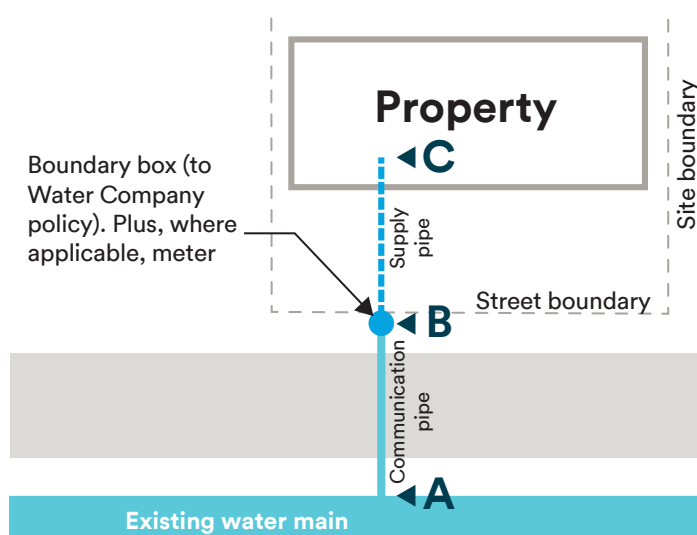 Property
C
Boundary box (to
Water Company
policy). Plus, where
applicable, meter
Supply
pipe
Site boundary
Street boundary
B
Communication
pipe
A
Existing water main